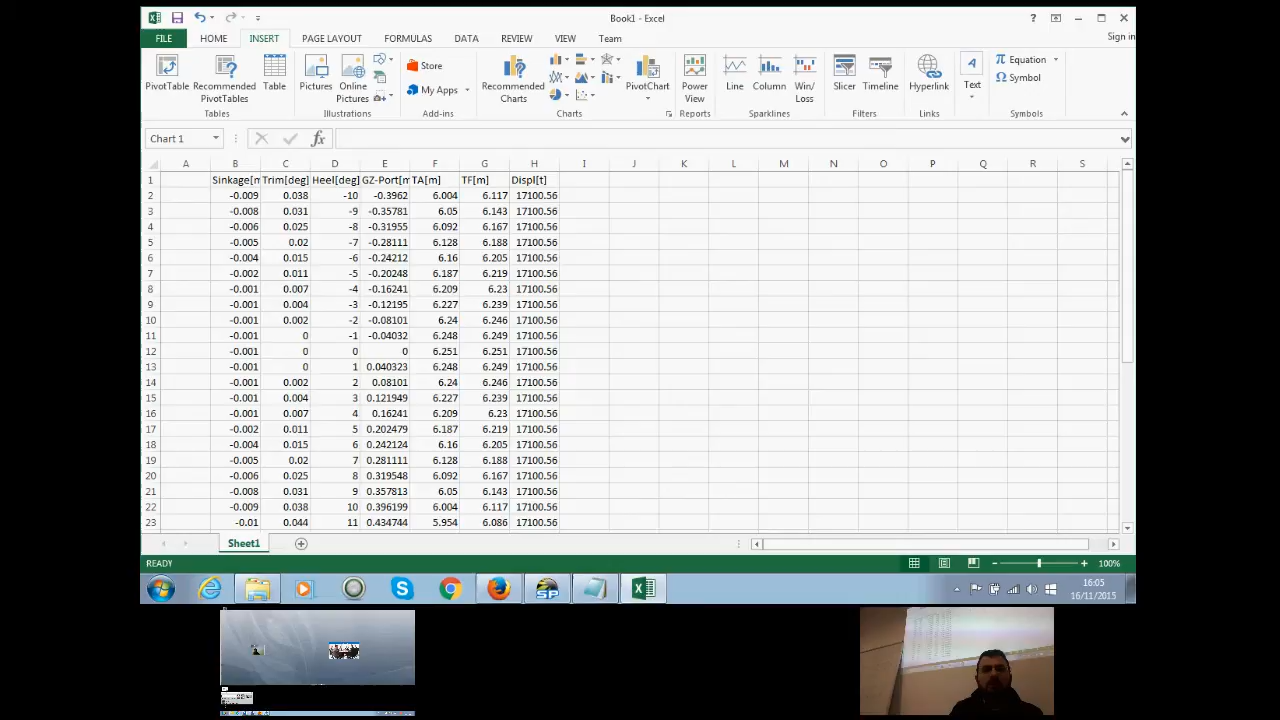 Book1 - Excel
?
FILE HOME INSERT PAGE LAYOUT FORMULAS DATA REVIEW VIEW Team Sign in
PivotTable Recommended PivotTables Table Pictures Online Pictures Store My Apps Recommended Charts PivotChart Power View Line Column Win/Loss Slicer Timeline Hyperlink Text Equation Symbol
Tables Illustrations Add-ins Charts Reports Sparklines Filters Links Symbols
Chart 1 fx
A B C D E F G H I J K L M N O P Q R S
1 Sinkage[m Trim[deg] Heel[deg] GZ-Port[m TA[m] TF[m] Displ[t]
2 -0.009 0.038 -10 -0.3962 6.004 6.117 17100.56
3 -0.008 0.031 -9 -0.35781 6.05 6.143 17100.56
4 -0.006 0.025 -8 -0.31955 6.092 6.167 17100.56
5 -0.005 0.02 -7 -0.28111 6.128 6.188 17100.56
6 -0.004 0.015 -6 -0.24212 6.16 6.205 17100.56
7 -0.002 0.011 -5 -0.20248 6.187 6.219 17100.56
8 -0.001 0.007 -4 -0.16241 6.209 6.23 17100.56
9 -0.001 0.004 -3 -0.12195 6.227 6.239 17100.56
10 -0.001 0.002 -2 -0.08101 6.24 6.246 17100.56
11 -0.001 0 -1 -0.04032 6.248 6.249 17100.56
12 -0.001 0 0 0 6.251 6.251 17100.56
13 -0.001 0 1 0.040323 6.248 6.249 17100.56
14 -0.001 0.002 2 0.08101 6.24 6.246 17100.56
15 -0.001 0.004 3 0.121949 6.227 6.239 17100.56
16 -0.001 0.007 4 0.16241 6.209 6.23 17100.56
17 -0.002 0.011 5 0.202479 6.187 6.219 17100.56
18 -0.004 0.015 6 0.242124 6.16 6.205 17100.56
19 -0.005 0.02 7 0.281111 6.128 6.188 17100.56
20 -0.006 0.025 8 0.319548 6.092 6.167 17100.56
21 -0.008 0.031 9 0.357813 6.05 6.143 17100.56
22 -0.009 0.038 10 0.396199 6.004 6.117 17100.56
23 -0.01 0.044 11 0.434744 5.954 6.086 17100.56
Sheet1
READY 100%
SP
16:05
16/11/2015